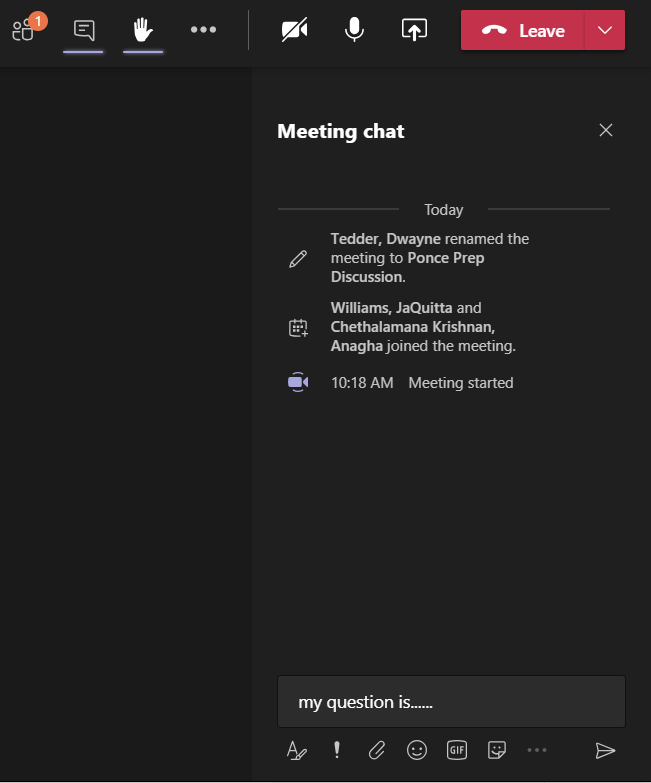 1
Leave
Meeting chat
Today
Tedder, Dwayne renamed the
meeting to Ponce Prep
Discussion.
Williams, JaQuitta and
Chethalamana Krishnan,
Anagha joined the meeting.
10:18 AM Meeting started
my question is......
GIF